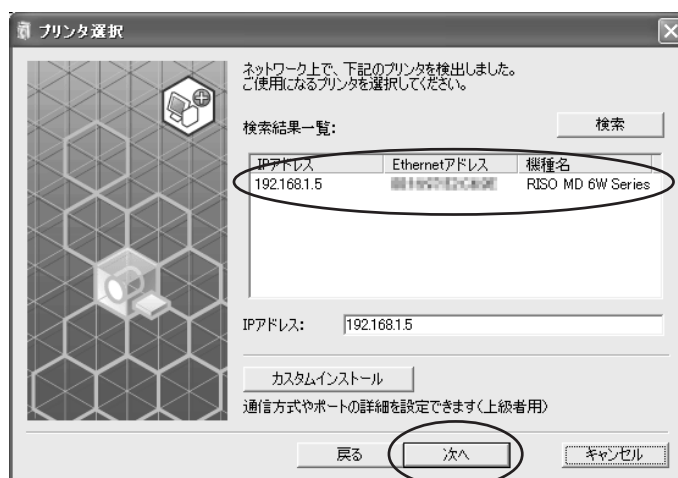 プリンタ選択
ネットワーク上で、下記のプリンタを検出しました。
ご使用になるプリンタを選択してください。
検索結果一覧:
検索
IPアドレス Ethernetアドレス 機種名
192.168.1.5 RISO MD 6W Series
IPアドレス: 192.168.1.5
カスタムインストール
通信方式やポートの詳細を設定できます(上級者用)
戻る 次へ キャンセル